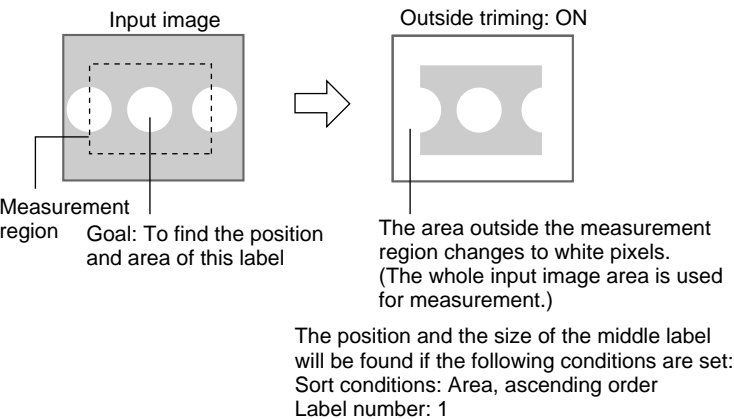 Input image
Outside triming: ON
Measurement
region
Goal: To find the position
and area of this label
The area outside the measurement
region changes to white pixels.
(The whole input image area is used
for measurement.)
The position and the size of the middle label
will be found if the following conditions are set:
Sort conditions: Area, ascending order
Label number: 1